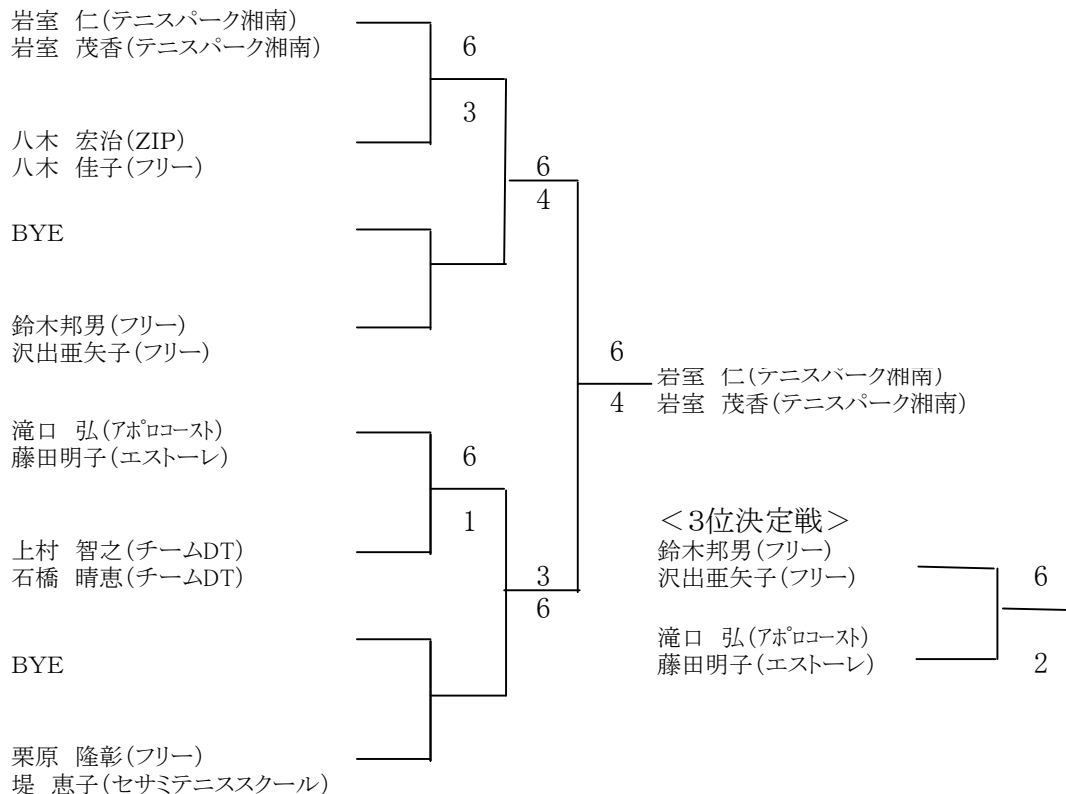 岩室　仁(テニスパーク湘南)
岩室　茂香(テニスパーク湘南)
6
3
八木　宏治(ZIP)
八木　佳子(フリー)
6
4
BYE
鈴木邦男(フリー)
沢出亜矢子(フリー)
6
4
岩室　仁(テニスパーク湘南)
岩室　茂香(テニスパーク湘南)
滝口　弘(アポロコースト)
藤田明子(エストーレ)
6
1
上村　智之(チームDT)
石橋　晴恵(チームDT)
3
6
BYE
栗原　隆彰(フリー)
堤　恵子(セサミテニススクール)
＜3位決定戦＞
鈴木邦男(フリー)
沢出亜矢子(フリー)
6
滝口　弘(アポロコースト)
藤田明子(エストーレ)
2